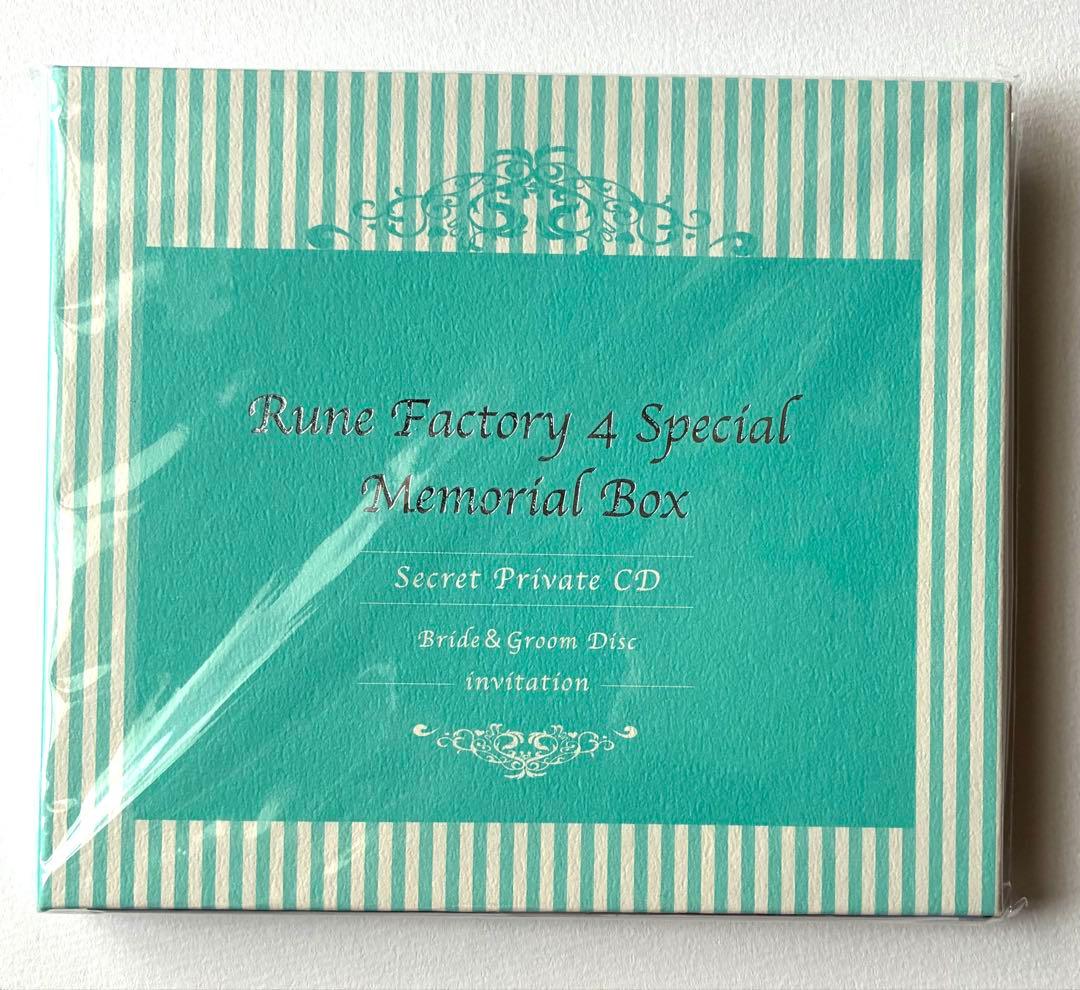 Rune Factory 4 Special
Memorial Box
Secret Private CD
Bride&Groom Disc
invitation